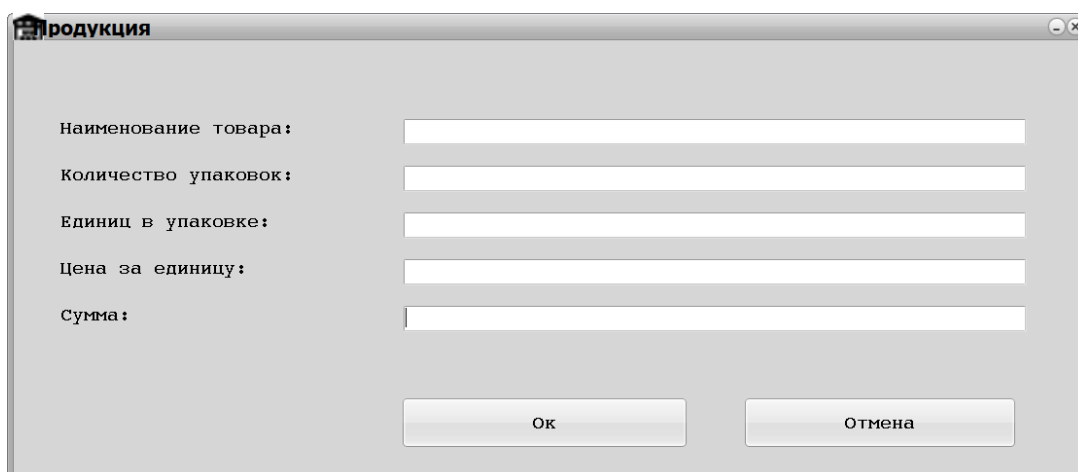 Продукция
Наименование товара:
Количество упаковок:
Единиц в упаковке:
Цена за единицу:
Сумма:
Ок Отмена